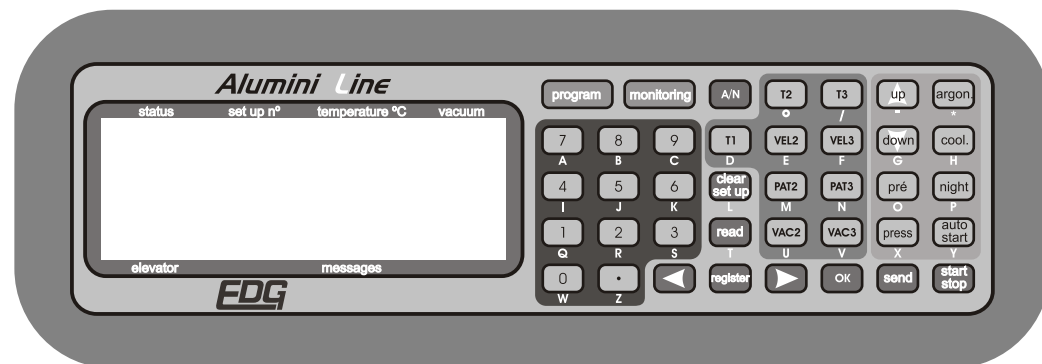 Alumini Line
status set up nº temperature ºC vacuum
elevator messages
EDG
program monitoring A/N T2 T3 up argon.
º / - *
7 8 9 T1 VEL2 VEL3 down cool.
A B C D E F G H
4 5 6 clear set up PAT2 PAT3 pré night
I J K L M N O P
1 2 3 read VAC2 VAC3 press auto start
Q R S T U V X Y
0 . register OK send start stop
W Z